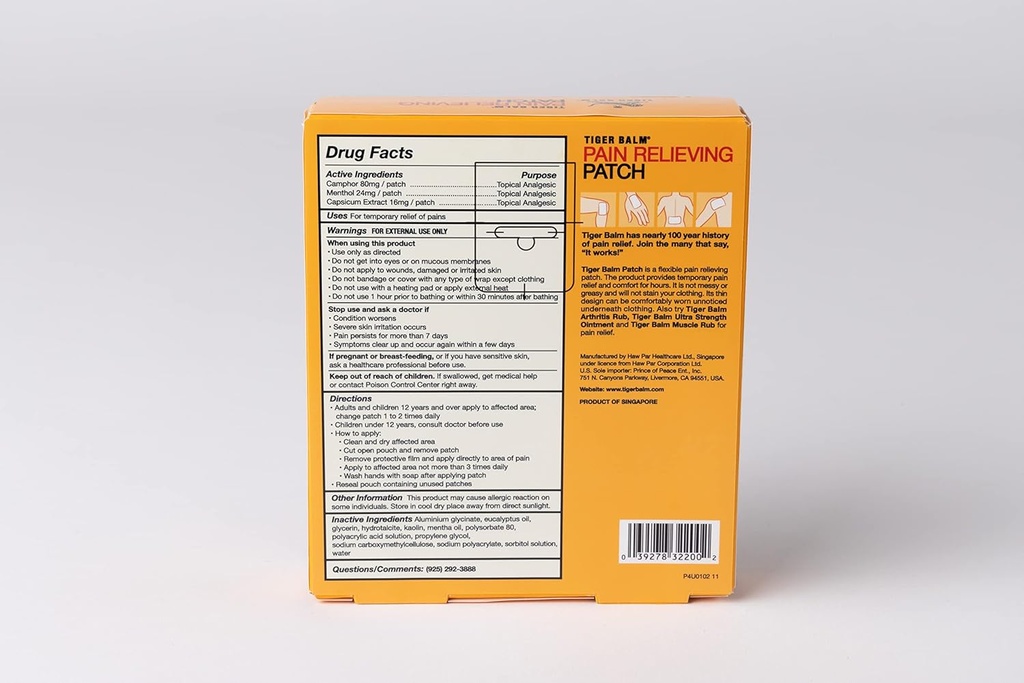 TIGER BALM®
PAIN RELIEVING
PATCH
Drug Facts
Active Ingredients Purpose
Camphor 80mg / patch ........................Topical Analgesic
Menthol 24mg / patch ........................Topical Analgesic
Capsicum Extract 16mg / patch ...............Topical Analgesic
Uses For temporary relief of pains
Warnings FOR EXTERNAL USE ONLY
When using this product
• Use only as directed
• Do not get into eyes or on mucous membranes
• Do not apply to wounds, damaged or irritated skin
• Do not bandage or cover with any type of wrap except clothing
• Do not use with a heating pad or apply external heat
• Do not use 1 hour prior to bathing or within 30 minutes after bathing
Stop use and ask a doctor if
• Condition worsens
• Severe skin irritation occurs
• Pain persists for more than 7 days
• Symptoms clear up and occur again within a few days
If pregnant or breast-feeding, or if you have sensitive skin,
ask a healthcare professional before use.
Keep out of reach of children. If swallowed, get medical help
or contact Poison Control Center right away.
Directions
• Adults and children 12 years and over apply to affected area;
change patch 1 to 2 times daily
• Children under 12 years, consult doctor before use
• How to apply:
• Clean and dry affected area
• Cut open pouch and remove patch
• Remove protective film and apply directly to area of pain
• Apply to affected area not more than 3 times daily
• Wash hands with soap after applying patch
• Reseal pouch containing unused patches
Other Information This product may cause allergic reaction on
some individuals. Store in cool dry place away from direct sunlight.
Inactive Ingredients Aluminium glycinate, eucalyptus oil,
glycerin, hydrotalcite, kaolin, mentha oil, polysorbate 80,
polyacrylic acid solution, propylene glycol,
sodium carboxymethylcellulose, sodium polyacrylate, sorbitol solution,
water
Questions/Comments: (925) 292-3888
TIGER BALM®
PAIN RELIEVING
PATCH
Tiger Balm has nearly 100 year history
of pain relief. Join the many that say,
"It works!"
Tiger Balm Patch is a flexible pain relieving
patch. The product provides temporary pain
relief and comfort for hours. It is not messy or
greasy and will not stain your clothing. Its thin
design can be comfortably worn unnoticed
underneath clothing. Also try Tiger Balm
Arthritis Rub, Tiger Balm Ultra Strength
Ointment and Tiger Balm Muscle Rub for
pain relief.
Manufactured by Haw Par Healthcare Ltd., Singapore
under licence from Haw Par Corporation Ltd.
U.S. Sole importer: Prince of Peace Ent., Inc.
751 N. Canyons Parkway, Livermore, CA 94551, USA.
Website: www.tigerbalm.com
PRODUCT OF SINGAPORE
0 39278 32200 2
P4U0102 11